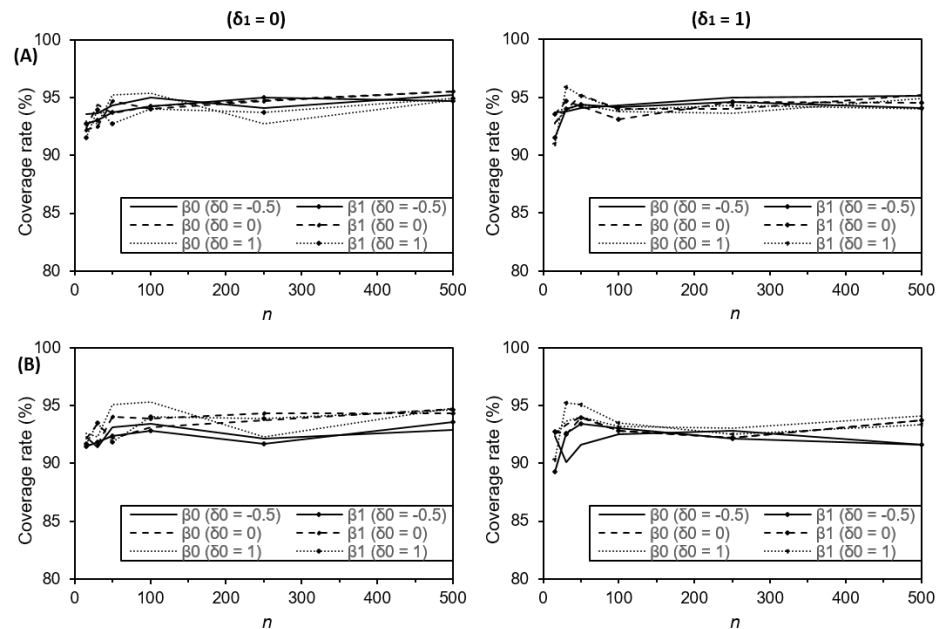 (δ1 = 0)
(δ1 = 1)
(A)
100
95
90
85
80
Coverage rate (%)
β0 (δ0 = -0.5)
β1 (δ0 = -0.5)
β0 (δ0 = 0)
β1 (δ0 = 0)
β0 (δ0 = 1)
β1 (δ0 = 1)
0
100
200
300
400
500
n
100
95
90
85
80
Coverage rate (%)
β0 (δ0 = -0.5)
β1 (δ0 = -0.5)
β0 (δ0 = 0)
β1 (δ0 = 0)
β0 (δ0 = 1)
β1 (δ0 = 1)
0
100
200
300
400
500
n
(B)
100
95
90
85
80
Coverage rate (%)
β0 (δ0 = -0.5)
β1 (δ0 = -0.5)
β0 (δ0 = 0)
β1 (δ0 = 0)
β0 (δ0 = 1)
β1 (δ0 = 1)
0
100
200
300
400
500
n
100
95
90
85
80
Coverage rate (%)
β0 (δ0 = -0.5)
β1 (δ0 = -0.5)
β0 (δ0 = 0)
β1 (δ0 = 0)
β0 (δ0 = 1)
β1 (δ0 = 1)
0
100
200
300
400
500
n